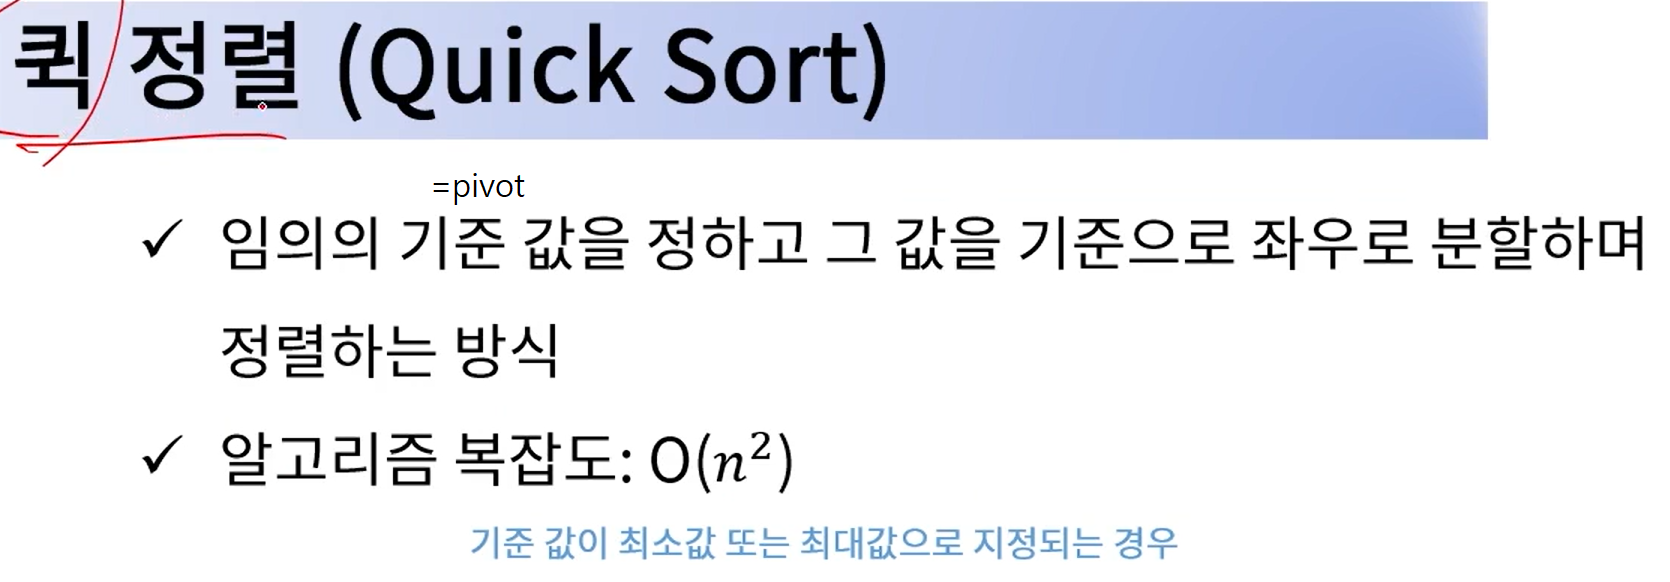 퀵 정렬 (Quick Sort)
=pivot
✓ 임의의 기준 값을 정하고 그 값을 기준으로 좌우로 분할하며
정렬하는 방식
✓ 알고리즘 복잡도: O(n²)
기준 값이 최소값 또는 최대값으로 지정되는 경우